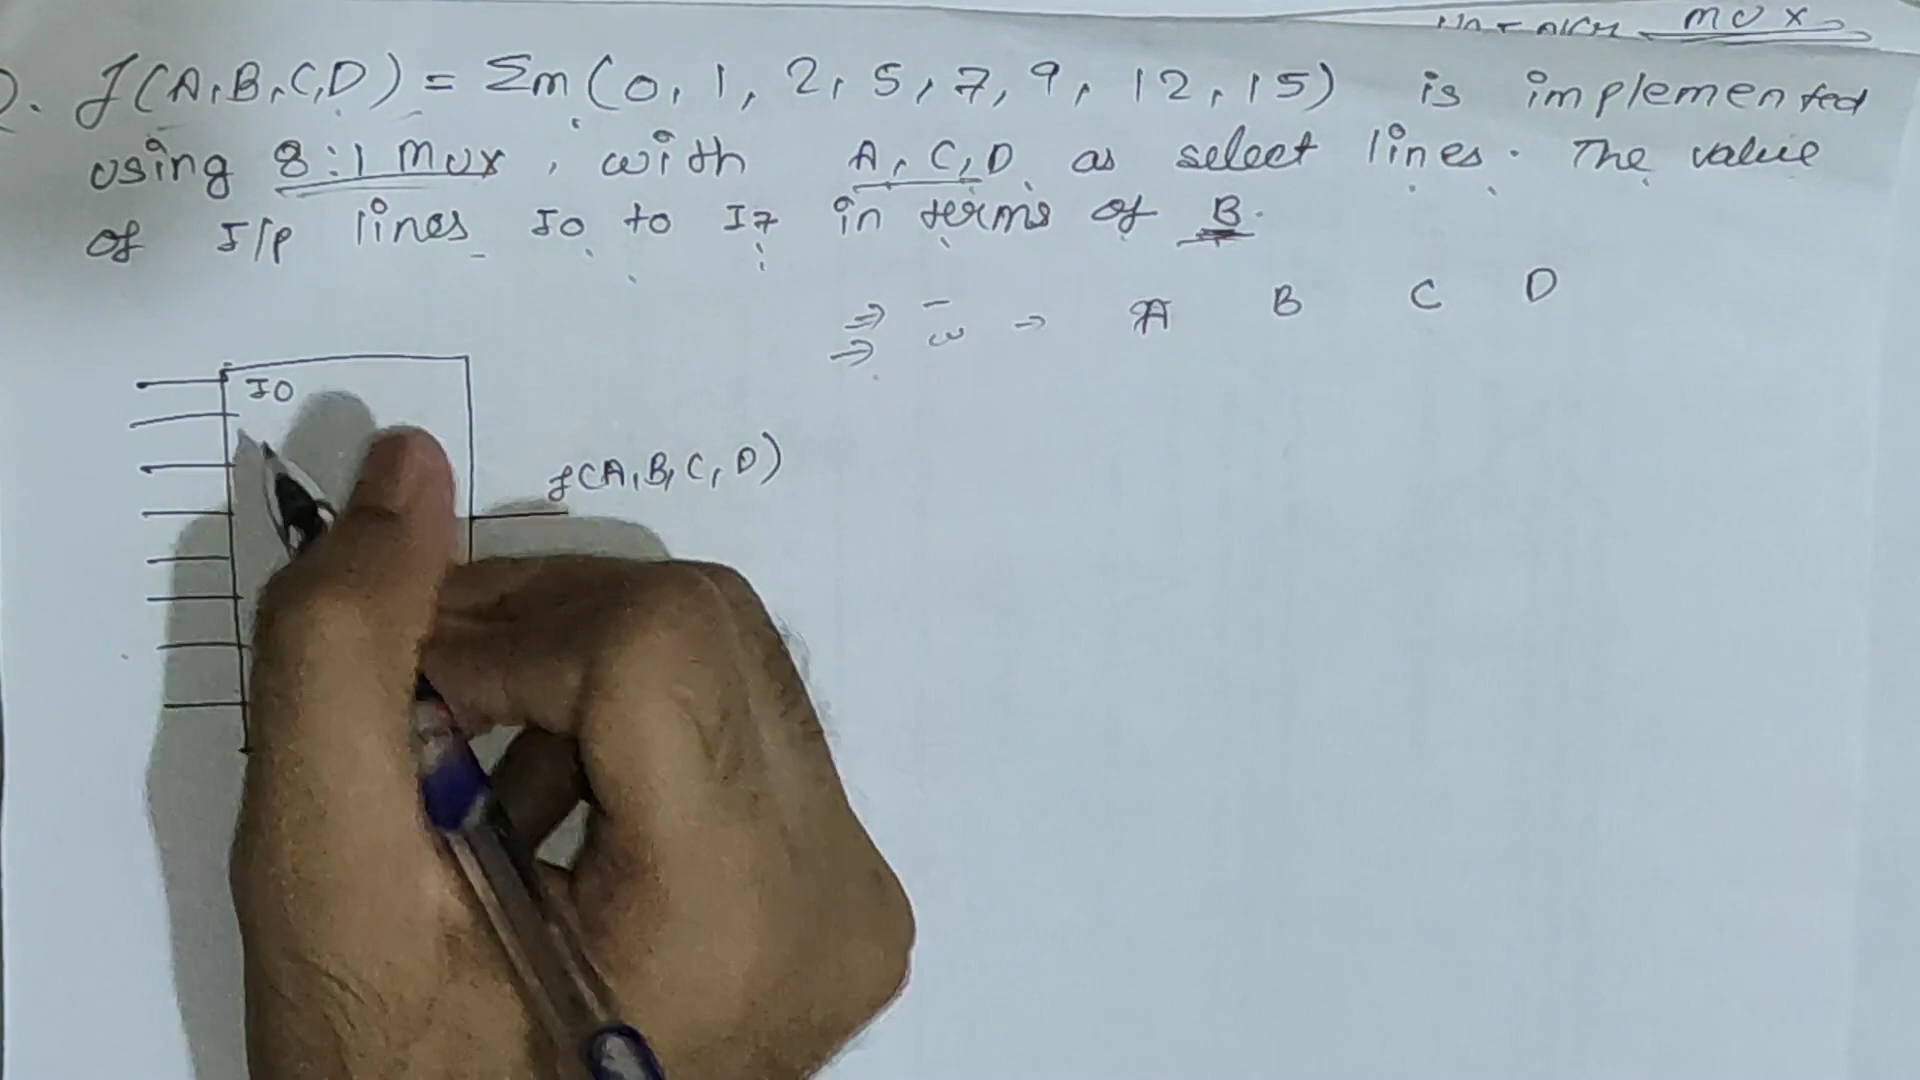 MUX
f(A,B,C,D) = Σm(0, 1, 2, 5, 7, 9, 12, 15) is implemented
using 8:1 MUX, with A, C, D as select lines. The value
of I/p lines I0 to I7 in terms of B.
⇒ - A B C D
⇒ ω →
I0
f(A, B, C, D)